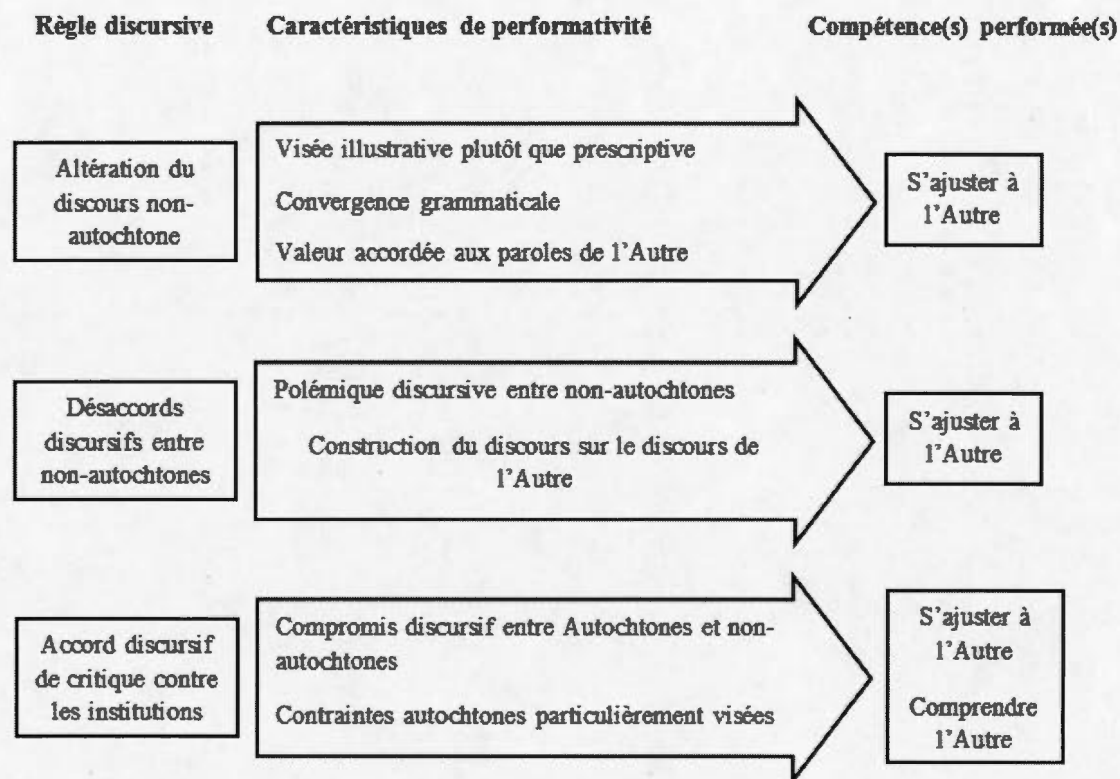 Règle discursive
Caractéristiques de performativité
Compétence(s) performée(s)
Altération du
discours non-
autochtone
Visée illustrative plutôt que prescriptive
Convergence grammaticale
Valeur accordée aux paroles de l'Autre
S'ajuster à
l'Autre
Désaccords
discursifs entre
non-autochtones
Polémique discursive entre non-autochtones
Construction du discours sur le discours de
l'Autre
S'ajuster à
l'Autre
Accord discursif
de critique contre
les institutions
Compromis discursif entre Autochtones et non-
autochtones
Contraintes autochtones particulièrement visées
S'ajuster à
l'Autre
Comprendre
l'Autre